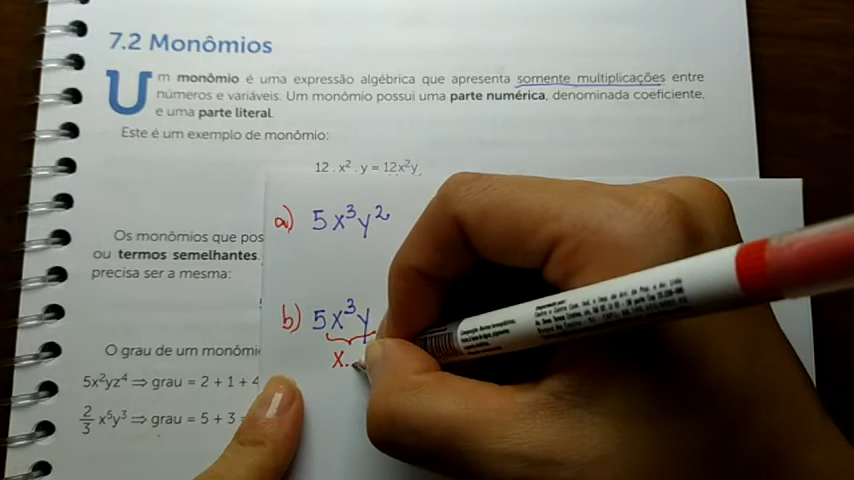 7.2 Monômios
Um monômio é uma expressão algébrica que apresenta somente multiplicações entre
números e variáveis. Um monômio possui uma parte numérica, denominada coeficiente,
e uma parte literal.
Este é um exemplo de monômio:
12 . x² . y = 12x²y
a) 5x³y²
Os monômios que pos
ou termos semelhantes.
precisa ser a mesma:
b) 5x³y
x.
O grau de um monômi
5x²yz⁴ ⇒ grau = 2 + 1 + 4
2/3 x⁵y³ ⇒ grau = 5 + 3 =